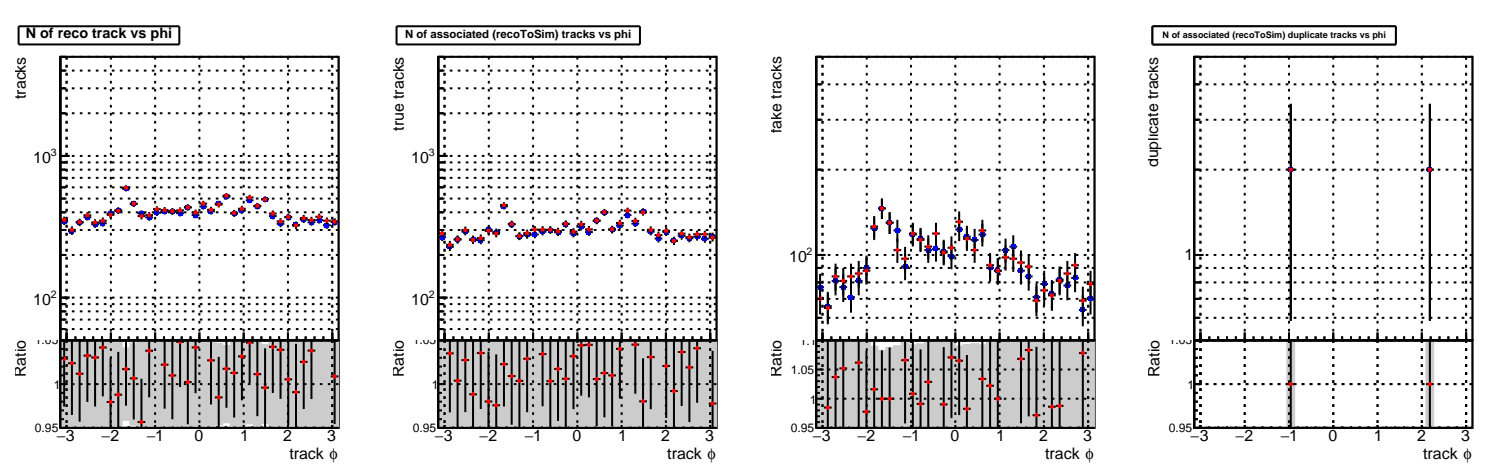 N of reco track vs phi
tracks
10³
10²
Ratio
1
0.95
−3 −2 −1 0 1 2 3
track ϕ
N of associated (recoToSim) tracks vs phi
true tracks
10³
10²
Ratio
1
0.95
−3 −2 −1 0 1 2 3
track ϕ
fake tracks
10²
Ratio
1.1
1.05
1
0.95
−3 −2 −1 0 1 2 3
track ϕ
N of associated (recoToSim) duplicate tracks vs phi
duplicate tracks
1
Ratio
1.05
1
0.95
−3 −2 −1 0 1 2 3
track ϕ